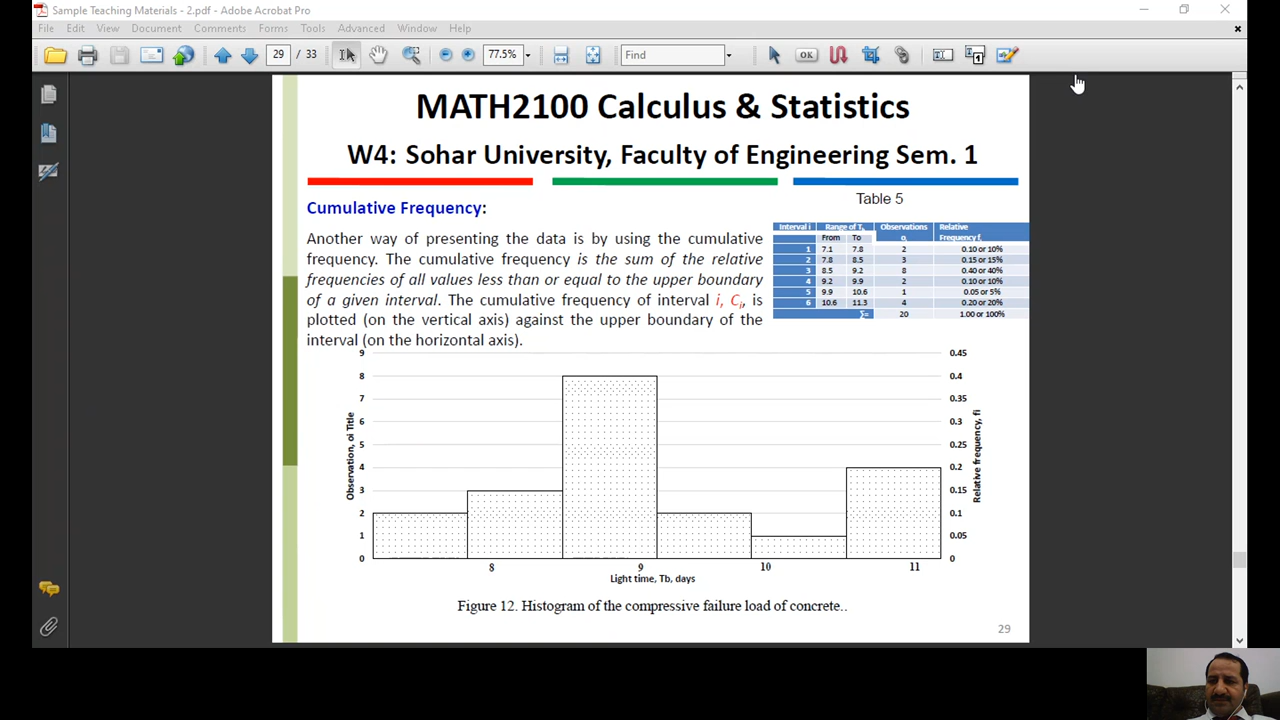 Sample Teaching Materials - 2.pdf - Adobe Acrobat Pro
File Edit View Document Comments Forms Tools Advanced Window Help
29 / 33 77.5% Find OK 1
MATH2100 Calculus & Statistics
W4: Sohar University, Faculty of Engineering Sem. 1
Cumulative Frequency:
Another way of presenting the data is by using the cumulative
frequency. The cumulative frequency is the sum of the relative
frequencies of all values less than or equal to the upper boundary
of a given interval. The cumulative frequency of interval i, Ci, is
plotted (on the vertical axis) against the upper boundary of the
interval (on the horizontal axis).
Table 5
Interval i Range of Tb Observations Relative
From To oi Frequency fi
1 7.1 7.8 2 0.10 or 10%
2 7.8 8.5 3 0.15 or 15%
3 8.5 9.2 8 0.40 or 40%
4 9.2 9.9 2 0.10 or 10%
5 9.9 10.6 1 0.05 or 5%
6 10.6 11.3 4 0.20 or 20%
Σ= 20 1.00 or 100%
Observation, oi Title
9
8
7
6
5
4
3
2
1
0
0.45
0.4
0.35
0.3
0.25
0.2
0.15
0.1
0.05
0
Relative frequency, fi
8 9 10 11
Light time, Tb, days
Figure 12. Histogram of the compressive failure load of concrete..
29